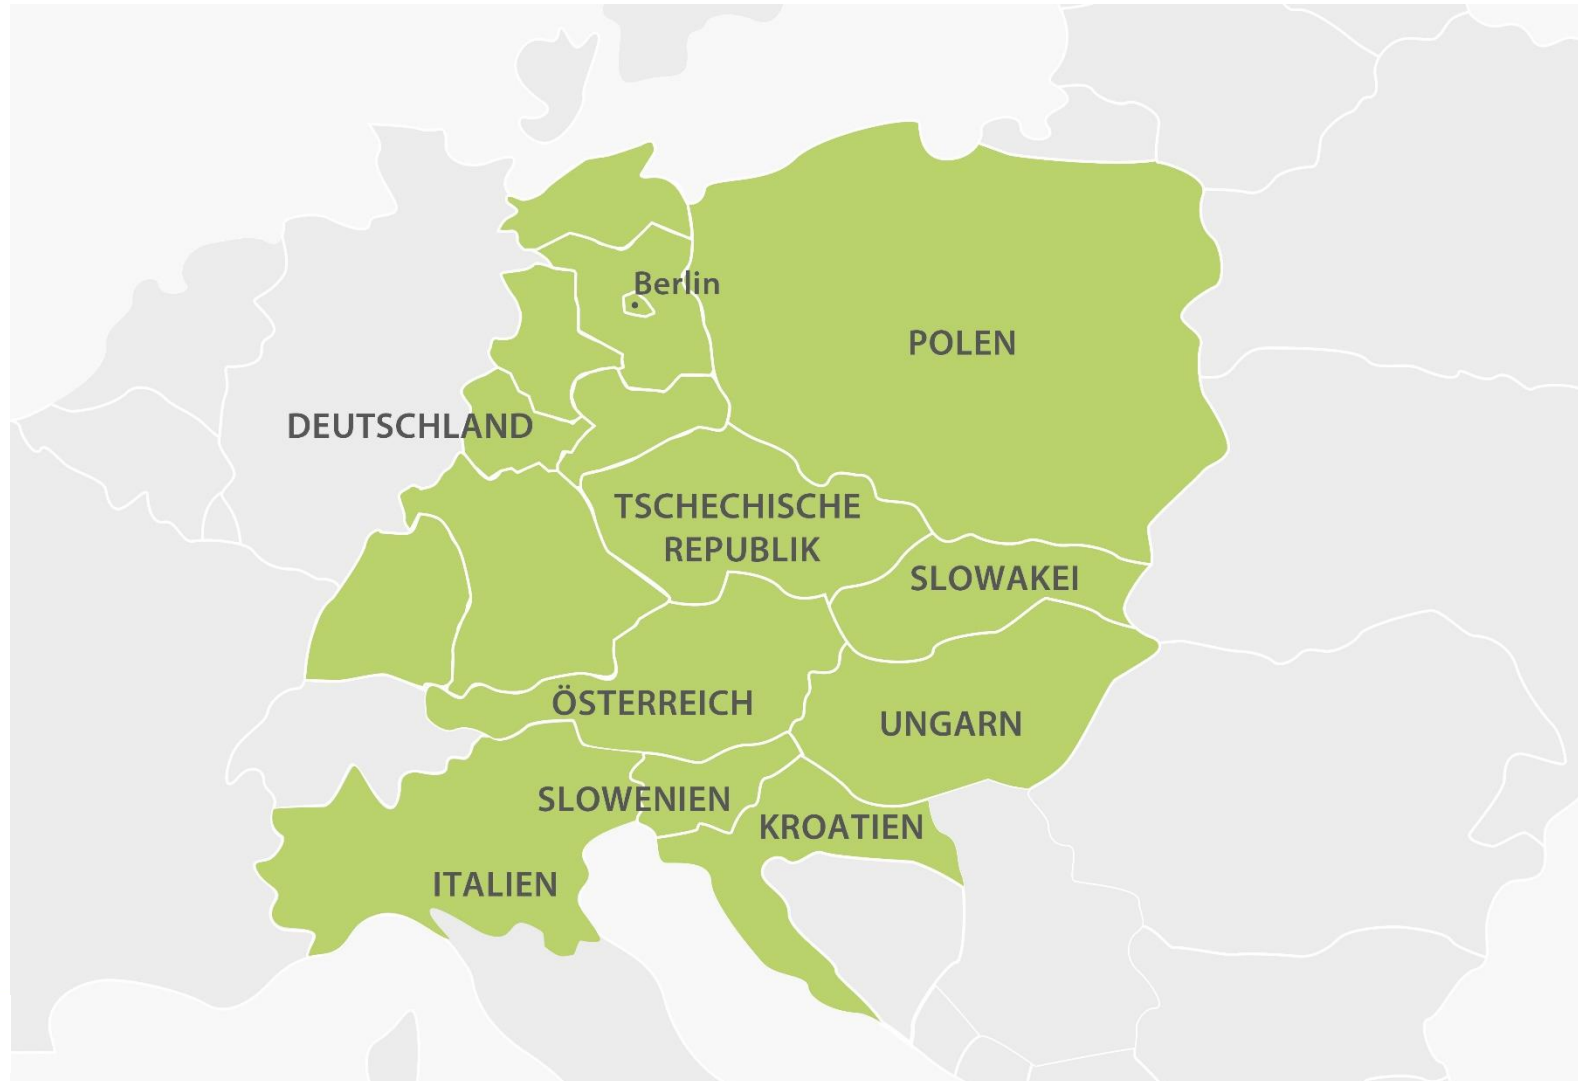 Berlin
POLEN
DEUTSCHLAND
TSCHECHISCHE
REPUBLIK
SLOWAKEI
ÖSTERREICH
UNGARN
SLOWENIEN
KROATIEN
ITALIEN